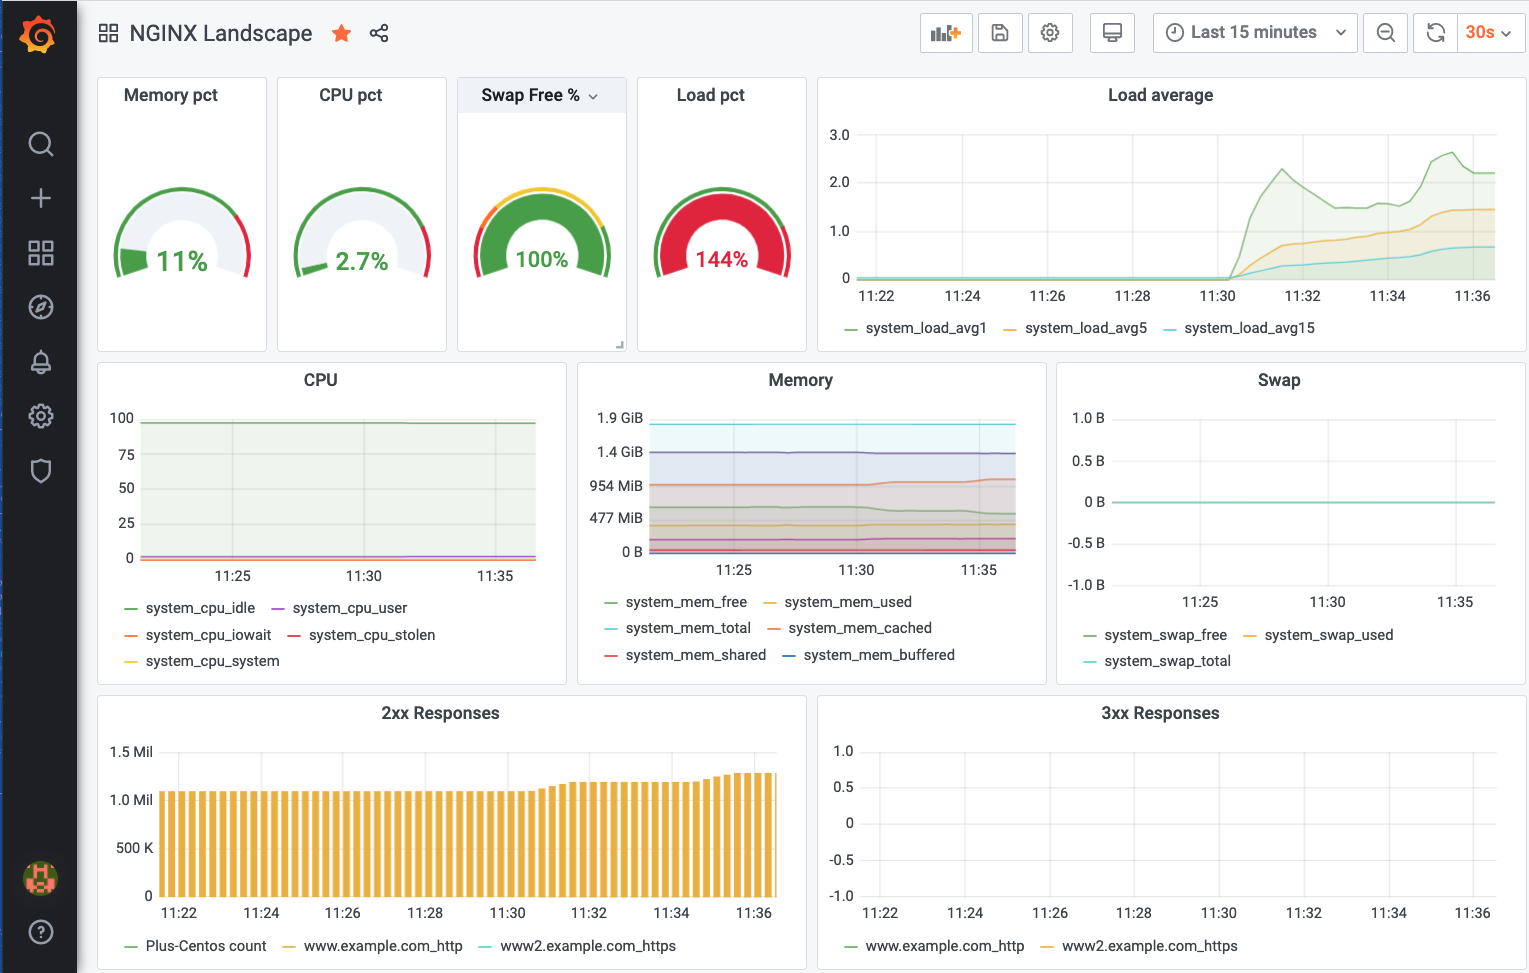 NGINX Landscape
Last 15 minutes
30s
Memory pct
CPU pct
Swap Free %
Load pct
Load average
11%
2.7%
100%
144%
3.0
2.0
1.0
0
11:22 11:24 11:26 11:28 11:30 11:32 11:34 11:36
system_load_avg1 system_load_avg5 system_load_avg15
CPU
100
75
50
25
0
11:25 11:30 11:35
system_cpu_idle system_cpu_user
system_cpu_iowait system_cpu_stolen
system_cpu_system
Memory
1.9 GiB
1.4 GiB
954 MiB
477 MiB
0 B
11:25 11:30 11:35
system_mem_free system_mem_used
system_mem_total system_mem_cached
system_mem_shared system_mem_buffered
Swap
1.0 B
0.5 B
0 B
-0.5 B
-1.0 B
11:25 11:30 11:35
system_swap_free system_swap_used
system_swap_total
2xx Responses
1.5 Mil
1.0 Mil
500 K
0
11:22 11:24 11:26 11:28 11:30 11:32 11:34 11:36
Plus-Centos count www.example.com_http www2.example.com_https
3xx Responses
1.0
0.5
0
-0.5
-1.0
11:22 11:24 11:26 11:28 11:30 11:32 11:34 11:36
www.example.com_http www2.example.com_https